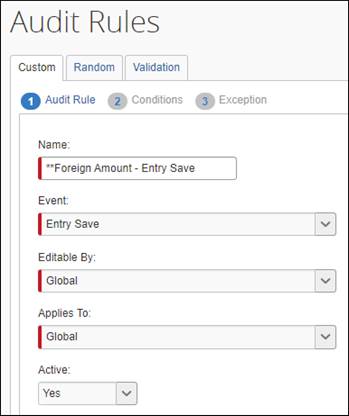 Audit Rules
Custom Random Validation
1 Audit Rule 2 Conditions 3 Exception
Name:
**Foreign Amount - Entry Save
Event:
Entry Save
Editable By:
Global
Applies To:
Global
Active:
Yes